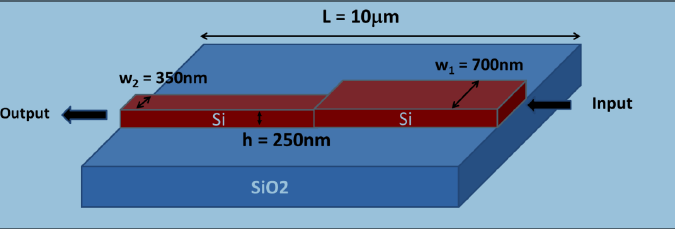 L = 10μm
w₂ = 350nm
w₁ = 700nm
Output
Input
Si
Si
h = 250nm
SiO2